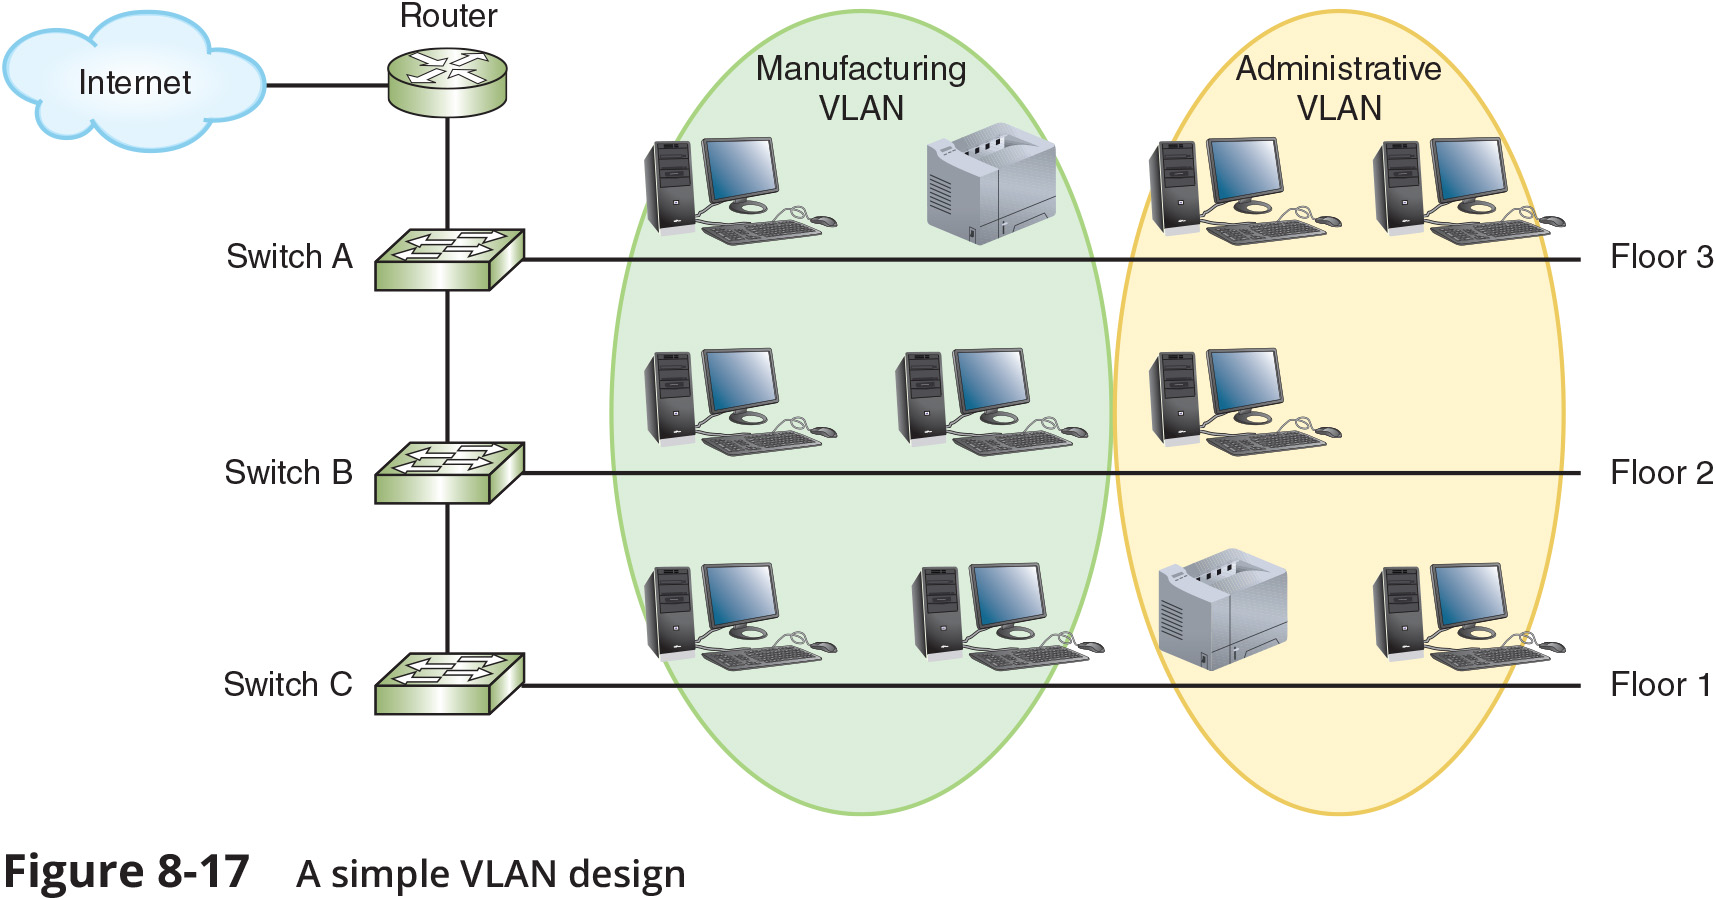 Router
Internet
Manufacturing
VLAN
Administrative
VLAN
Switch A
Floor 3
Switch B
Floor 2
Switch C
Floor 1
Figure 8-17 A simple VLAN design